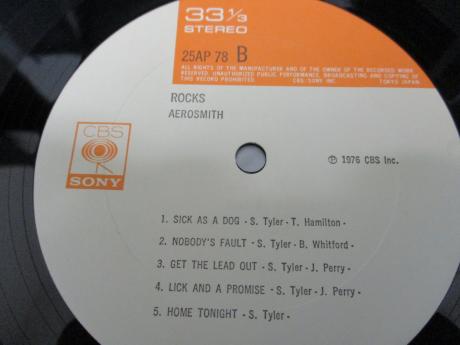 33 1/3
STEREO
25AP 78 B
ALL RIGHTS OF THE MANUFACTURER AND OF THE OWNER OF THE RECORDED WORK
RESERVED. UNAUTHORIZED PUBLIC PERFORMANCE, BROADCASTING AND COPYING OF
THIS RECORD PROHIBITED. CBS/SONY INC. TOKYO JAPAN.
ROCKS
AEROSMITH
CBS
SONY
℗ 1976 CBS Inc.
1. SICK AS A DOG - S. Tyler - T. Hamilton -
2. NOBODY'S FAULT - S. Tyler - B. Whitford -
3. GET THE LEAD OUT - S. Tyler - J. Perry -
4. LICK AND A PROMISE - S. Tyler - J. Perry -
5. HOME TONIGHT - S. Tyler -